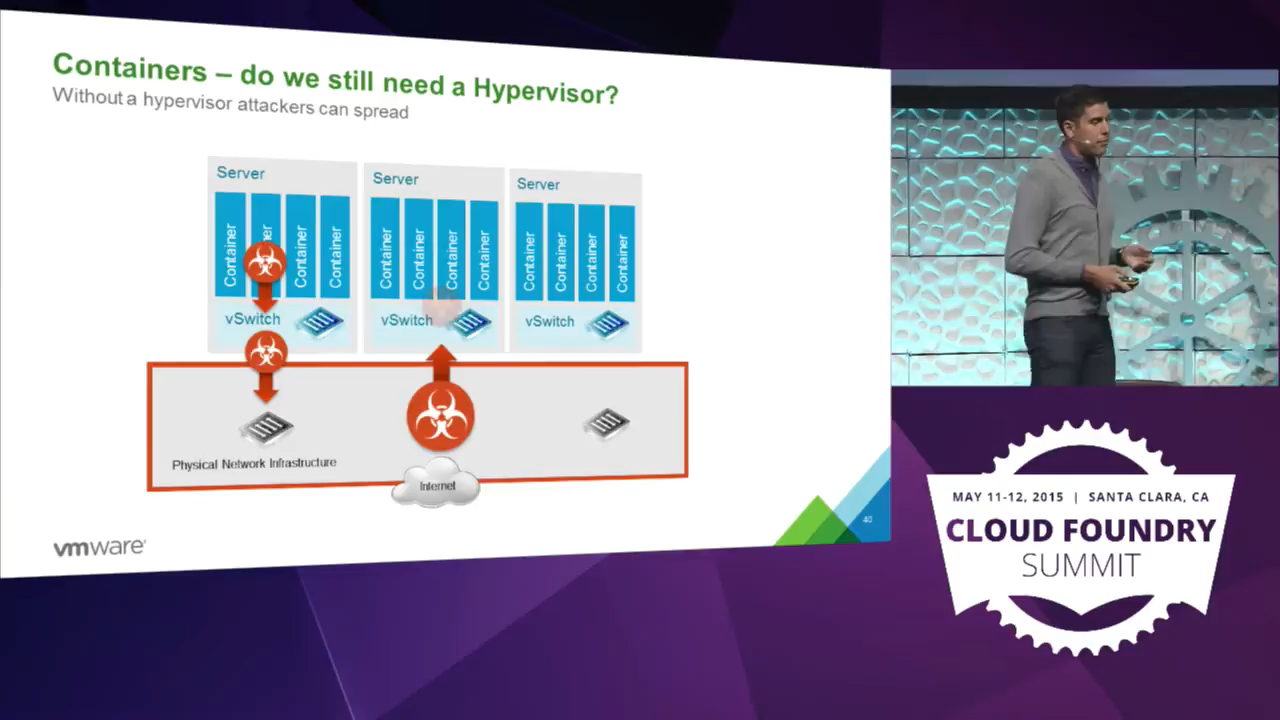 Containers – do we still need a Hypervisor?
Without a hypervisor attackers can spread
Server
Server
Server
Container
Container
Container
Container
Container
Container
Container
Container
Container
Container
Container
vSwitch
vSwitch
vSwitch
Physical Network Infrastructure
Internet
vmware®
40
MAY 11-12, 2015 | SANTA CLARA, CA
CLOUD FOUNDRY
SUMMIT